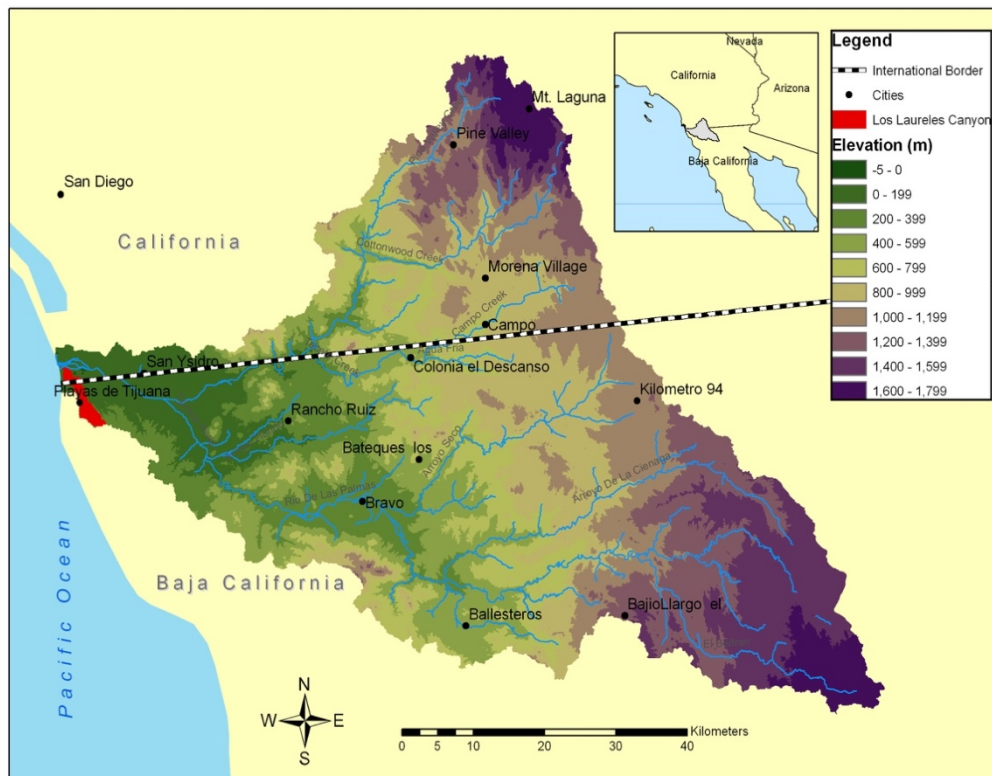 Nevada
California
Arizona
Baja California
Legend
International Border
Cities
Los Laureles Canyon
Elevation (m)
-5 - 0
0 - 199
200 - 399
400 - 599
600 - 799
800 - 999
1,000 - 1,199
1,200 - 1,399
1,400 - 1,599
1,600 - 1,799
Mt. Laguna
Pine Valley
San Diego
California
Cottonwood Creek
Morena Village
Campo Creek
Campo
San Ysidro
Creek
Colonia el Descanso
Playas de Tijuana
Kilometro 94
Rancho Ruiz
Bateques los
Arroyo Seco
Rio De Las Palmas
Bravo
Arroyo De La Cienaga
Pacific Ocean
Baja California
Ballesteros
BajioLlargo el
N
W E
S
Kilometers
0 5 10 20 30 40